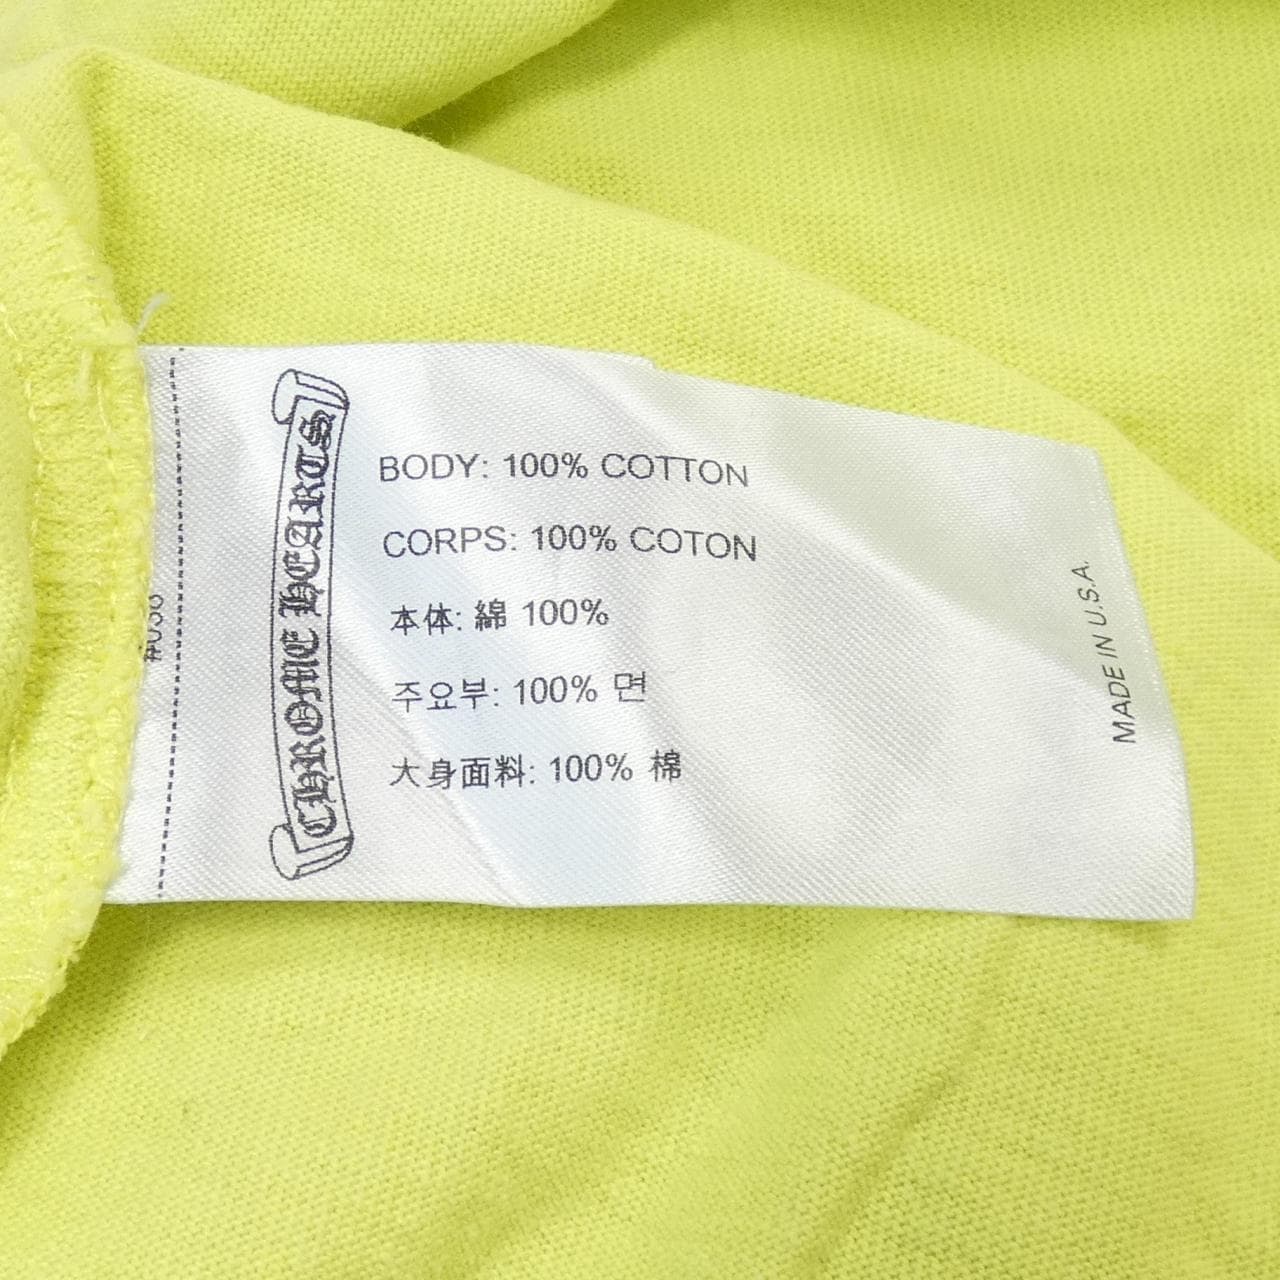 CHROME HEARTS
BODY: 100% COTTON
CORPS: 100% COTON
本体: 綿 100%
주요부: 100% 면
大身面料: 100% 棉
MADE IN U.S.A.